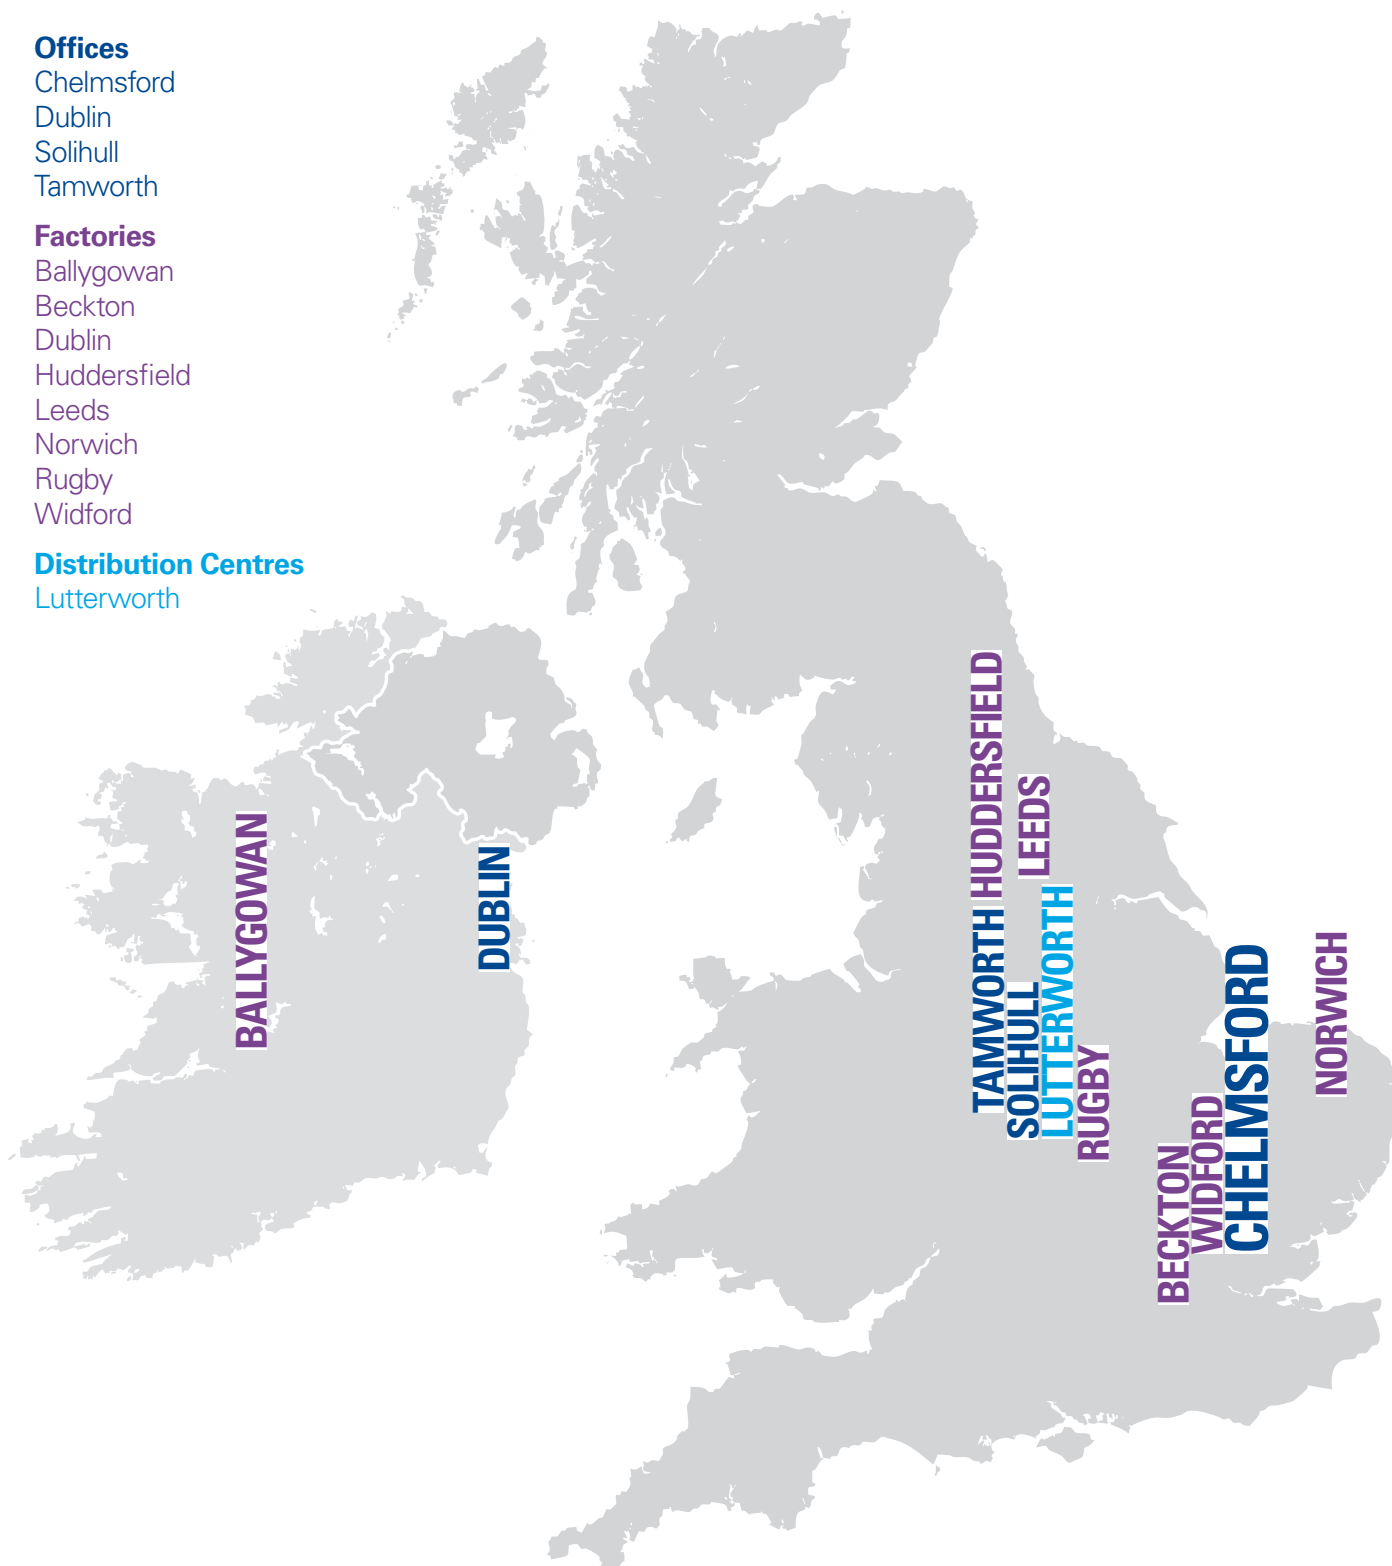 Offices
Chelmsford
Dublin
Solihull
Tamworth
Factories
Ballygowan
Beckton
Dublin
Huddersfield
Leeds
Norwich
Rugby
Widford
Distribution Centres
Lutterworth
BALLYGOWAN
DUBLIN
HUDDERSFIELD
LEEDS
TAMWORTH
SOLIHULL
LUTTERWORTH
RUGBY
BECKTON
WIDFORD
CHELMSFORD
NORWICH